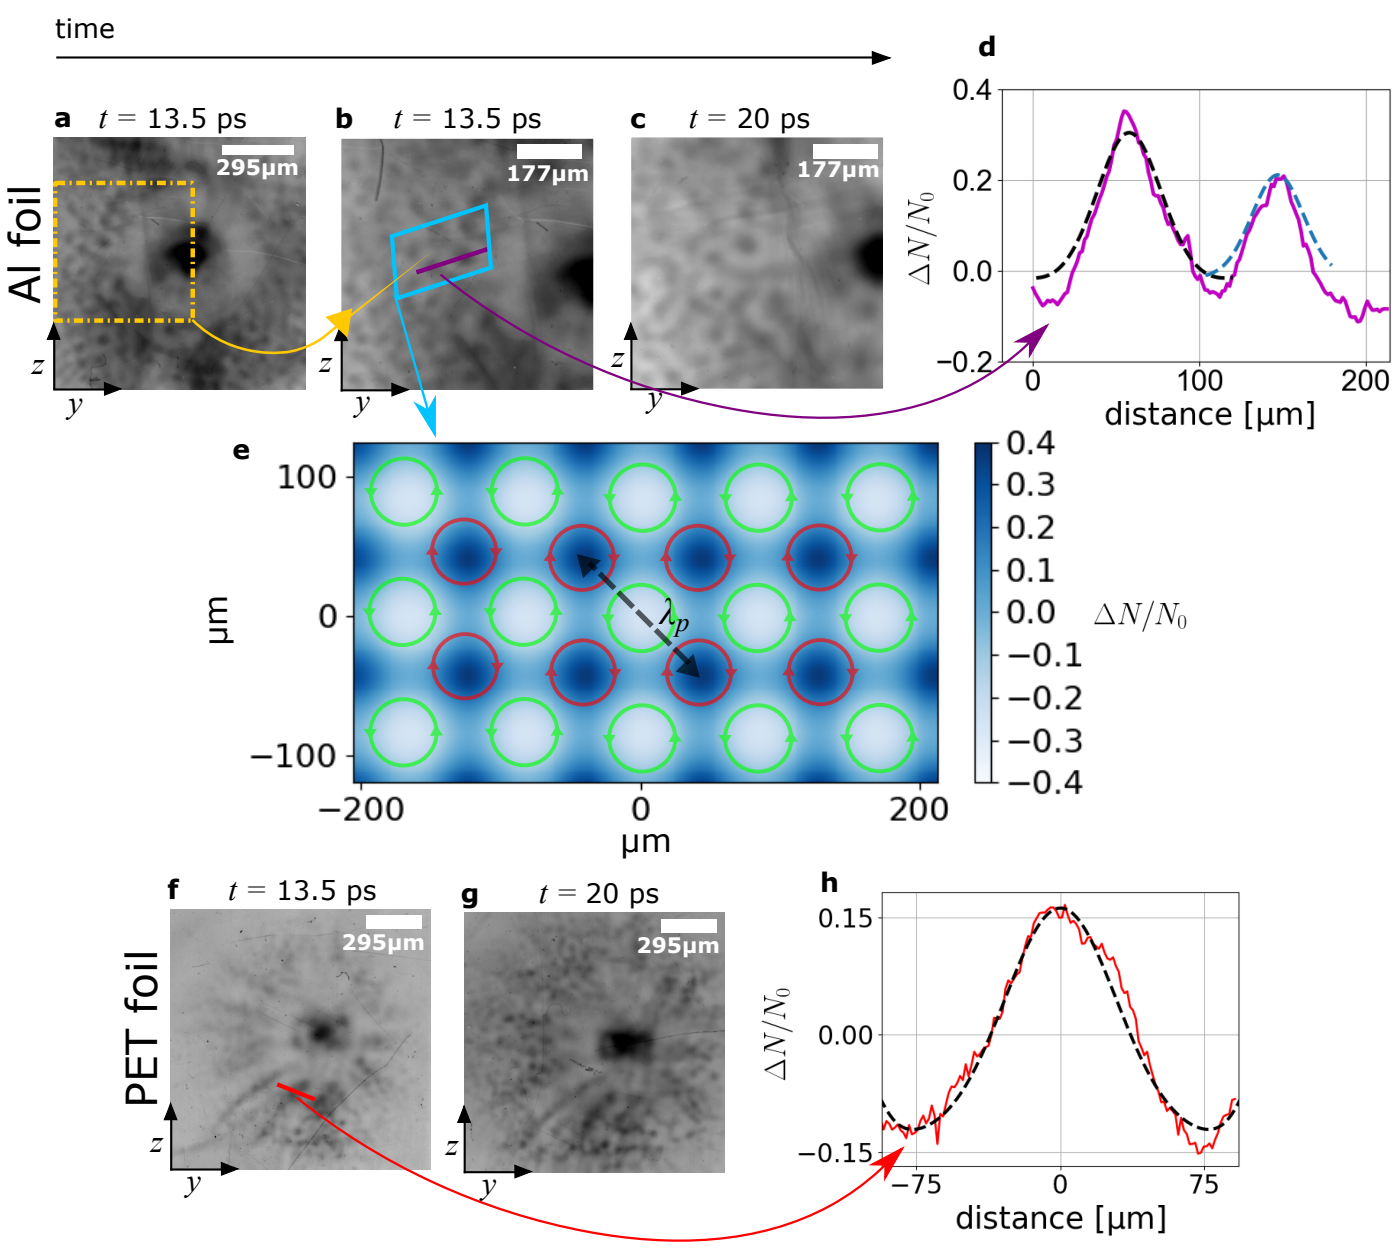 time
a t = 13.5 ps
b t = 13.5 ps
c t = 20 ps
d
Al foil
295µm
177µm
177µm
z
y
z
y
z
y
0.4
0.2
0.0
−0.2
ΔN/N₀
0 100 200
distance [µm]
e
100
0
−100
µm
−200 0 200
µm
λₚ
0.4
0.3
0.2
0.1
0.0
−0.1
−0.2
−0.3
−0.4
ΔN/N₀
f t = 13.5 ps
g t = 20 ps
h
PET foil
295µm
295µm
z
y
z
y
0.15
0.00
−0.15
ΔN/N₀
−75 0 75
distance [µm]